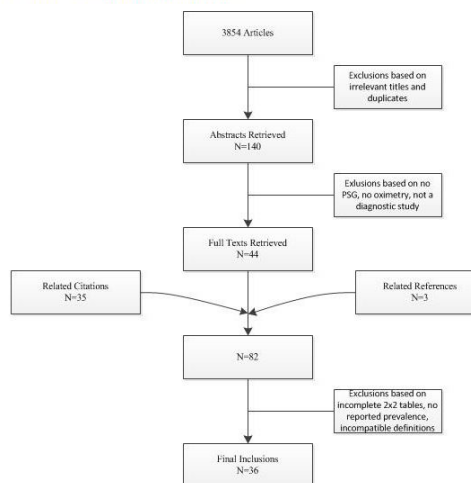 3854 Articles
Exclusions based on
irrelevant titles and
duplicates
Abstracts Retrieved
N=140
Exlusions based on no
PSG, no oximetry, not a
diagnostic study
Full Texts Retrieved
N=44
Related Citations
N=35
Related References
N=3
N=82
Exclusions based on
incomplete 2x2 tables, no
reported prevalence,
incompatible definitions
Final Inclusions
N=36